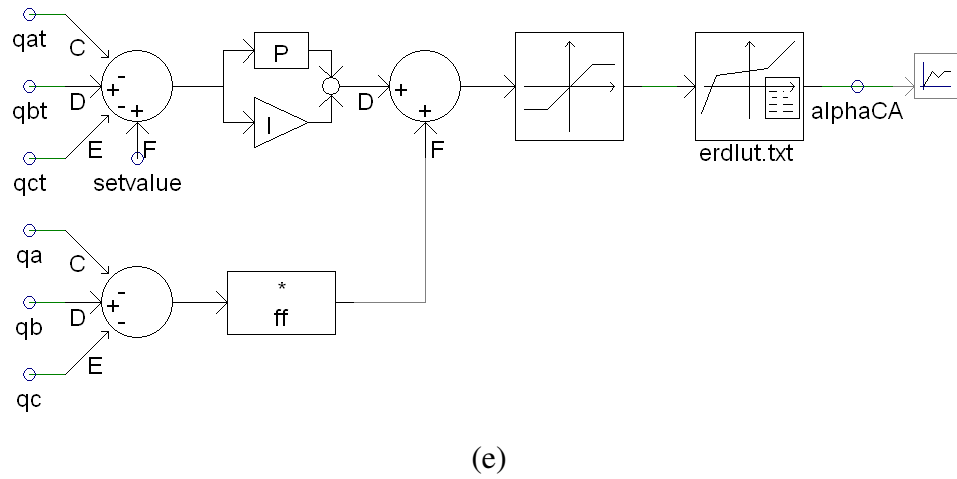 qat
C
-
P
qbt
D
+
-
+
I
D
+
+
alphaCA
E
F
F
qct
setvalue
erdlut.txt
qa
C
-
*
qb
D
+
-
ff
E
qc
(e)